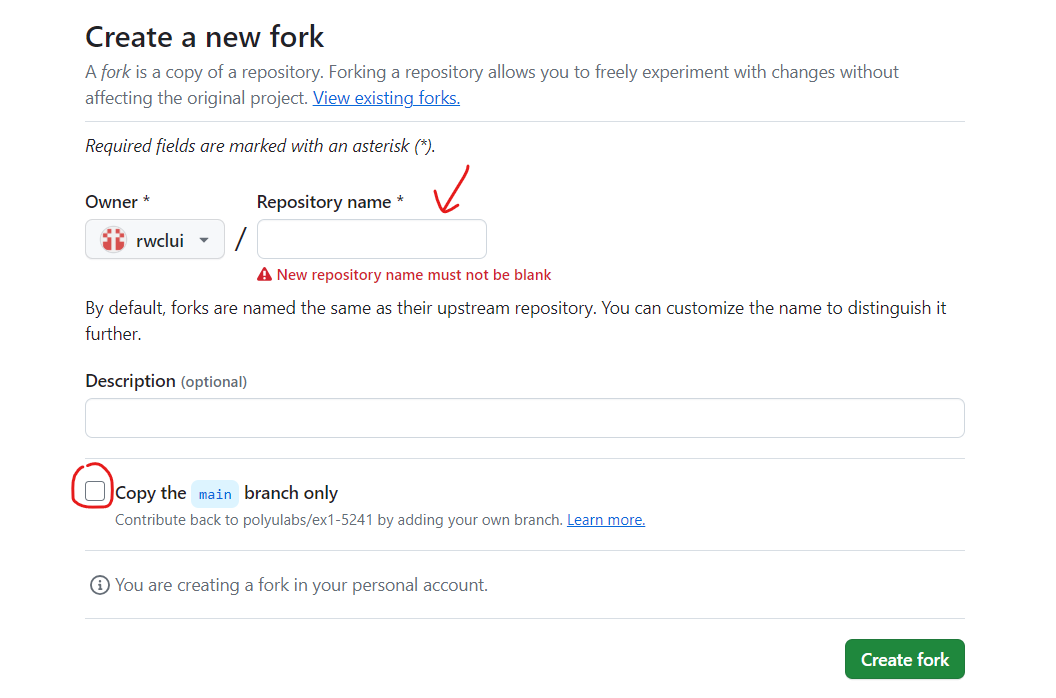 Create a new fork
A fork is a copy of a repository. Forking a repository allows you to freely experiment with changes without
affecting the original project. View existing forks.
Required fields are marked with an asterisk (*).
Owner *
Repository name *
rwclui
/
New repository name must not be blank
By default, forks are named the same as their upstream repository. You can customize the name to distinguish it
further.
Description (optional)
Copy the main branch only
Contribute back to polyulabs/ex1-5241 by adding your own branch. Learn more.
You are creating a fork in your personal account.
Create fork